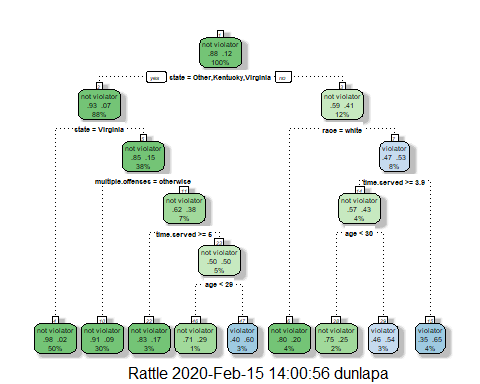 not violator
.88 .12
100%
yes state = Other,Kentucky,Virginia no
not violator
.93 .07
88%
not violator
.59 .41
12%
state = Virginia
race = white
not violator
.85 .15
38%
violator
.47 .53
8%
multiple.offenses = otherwise
time.served >= 3.9
not violator
.62 .38
7%
not violator
.57 .43
4%
time.served >= 5
age < 30
not violator
.50 .50
5%
age < 29
not violator
.98 .02
50%
not violator
.91 .09
30%
not violator
.83 .17
3%
not violator
.71 .29
1%
violator
.40 .60
3%
not violator
.80 .20
4%
not violator
.75 .25
2%
violator
.46 .54
3%
violator
.35 .65
4%
Rattle 2020-Feb-15 14:00:56 dunlapa